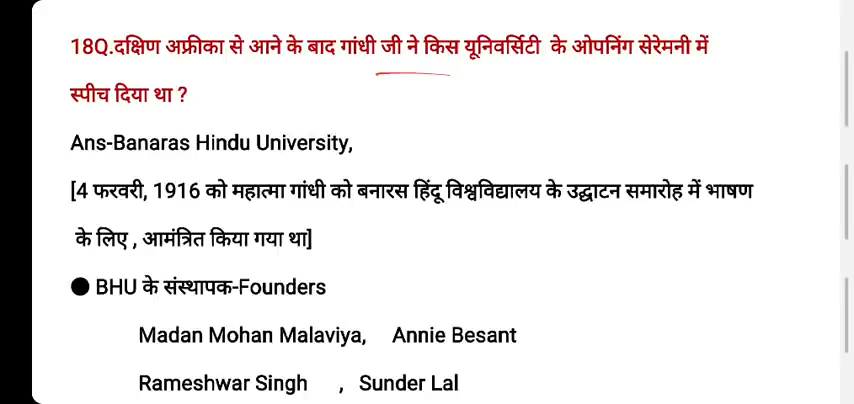 18Q.दक्षिण अफ्रीका से आने के बाद गांधी जी ने किस यूनिवर्सिटी के ओपनिंग सेरेमनी में
स्पीच दिया था ?
Ans-Banaras Hindu University,
[4 फरवरी, 1916 को महात्मा गांधी को बनारस हिंदू विश्वविद्यालय के उद्घाटन समारोह में भाषण
के लिए , आमंत्रित किया गया था]
● BHU के संस्थापक-Founders
Madan Mohan Malaviya, Annie Besant
Rameshwar Singh , Sunder Lal